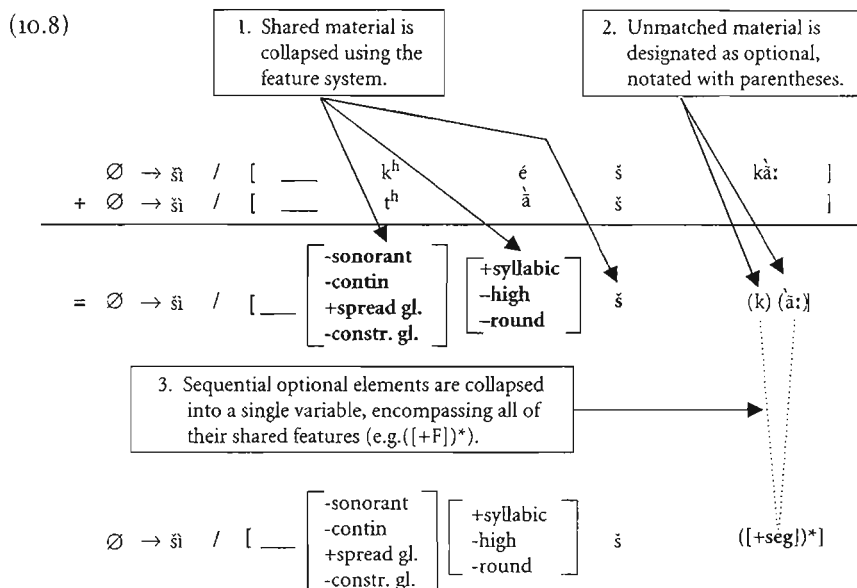 (10.8)
1. Shared material is
collapsed using the
feature system.
2. Unmatched material is
designated as optional,
notated with parentheses.
∅ → šì / [ ___ kʰ é š kà̃ː ]
+ ∅ → šì / [ ___ tʰ à̃ š ]
= ∅ → šì / [ ___ [-sonorant -contin +spread gl. -constr. gl.] [+syllabic –high –round] š (k) (à̃ː)]
3. Sequential optional elements are collapsed
into a single variable, encompassing all of
their shared features (e.g.([+F])*).
∅ → šì / [ ___ [-sonorant -contin +spread gl. -constr. gl.] [+syllabic -high -round] š ([+seg])*]